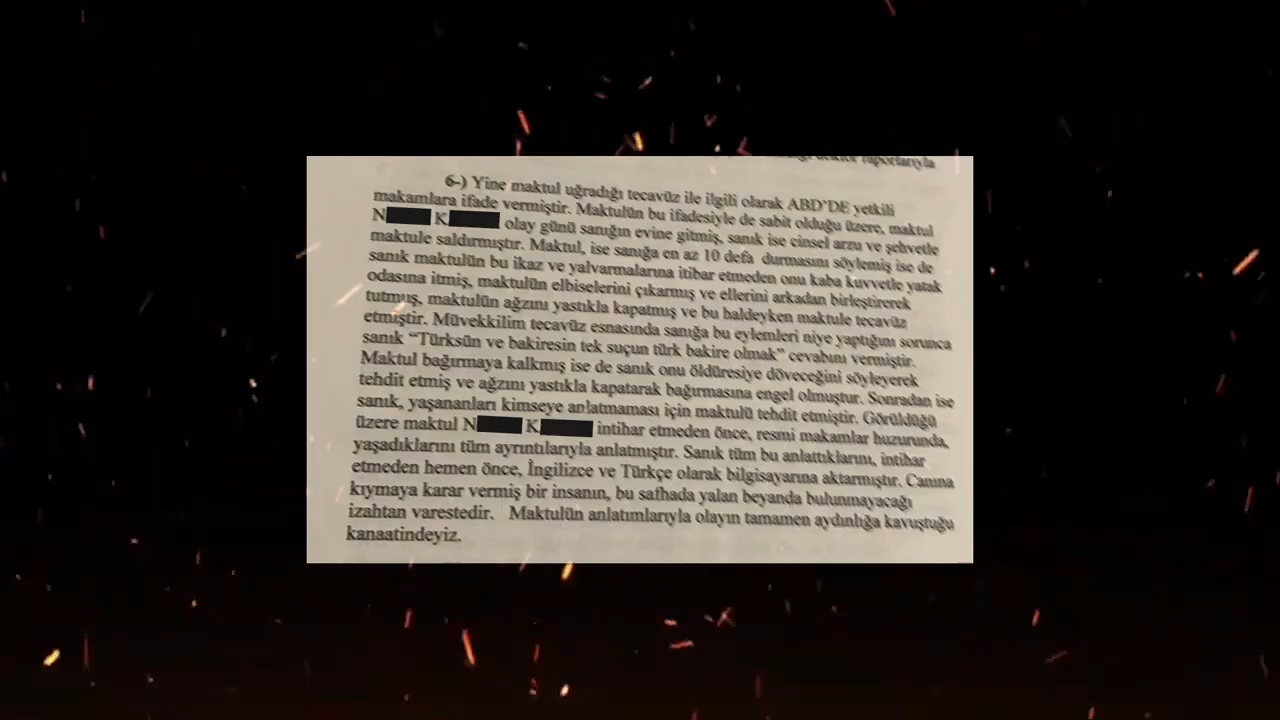 doktor raporlarıyla
6-) Yine maktul uğradığı tecavüz ile ilgili olarak ABD'DE yetkili
makamlara ifade vermiştir. Maktulün bu ifadesiyle de sabit olduğu üzere, maktul
N K olay günü sanığın evine gitmiş, sanık ise cinsel arzu ve şehvetle
maktule saldırmıştır. Maktul, ise sanığa en az 10 defa durmasını söylemiş ise de
sanık maktulün bu ikaz ve yalvarmalarına itibar etmeden onu kaba kuvvetle yatak
odasına itmiş, maktulün elbiselerini çıkarmış ve ellerini arkadan birleştirerek
tutmuş, maktulün ağzını yastıkla kapatmış ve bu haldeyken maktule tecavüz
etmiştir. Müvekkilim tecavüz esnasında sanığa bu eylemleri niye yaptığını sorunca
sanık “Türksün ve bakiresin tek suçun türk bakire olmak” cevabını vermiştir.
Maktul bağırmaya kalkmış ise de sanık onu öldüresiye döveceğini söyleyerek
tehdit etmiş ve ağzını yastıkla kapatarak bağırmasına engel olmuştur. Sonradan ise
sanık, yaşananları kimseye anlatmaması için maktulü tehdit etmiştir. Görüldüğü
üzere maktul N K intihar etmeden önce, resmi makamlar huzurunda,
yaşadıklarını tüm ayrıntılarıyla anlatmıştır. Sanık tüm bu anlattıklarını, intihar
etmeden hemen önce, İngilizce ve Türkçe olarak bilgisayarına aktarmıştır. Canına
kıymaya karar vermiş bir insanın, bu safhada yalan beyanda bulunmayacağı
izahtan varestedir. Maktulün anlatımlarıyla olayın tamamen aydınlığa kavuştuğu
kanaatindeyiz.